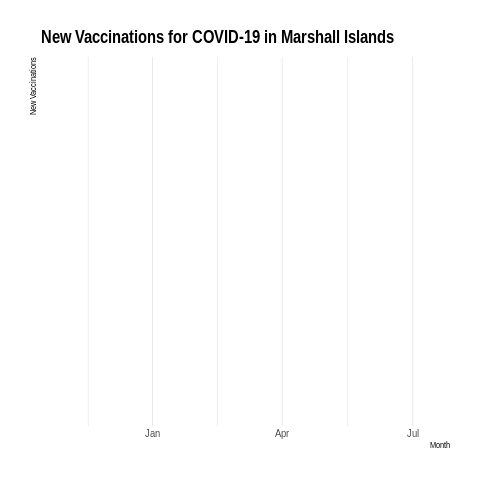 New Vaccinations for COVID-19 in Marshall Islands
New Vaccinations
Jan Apr Jul
Month